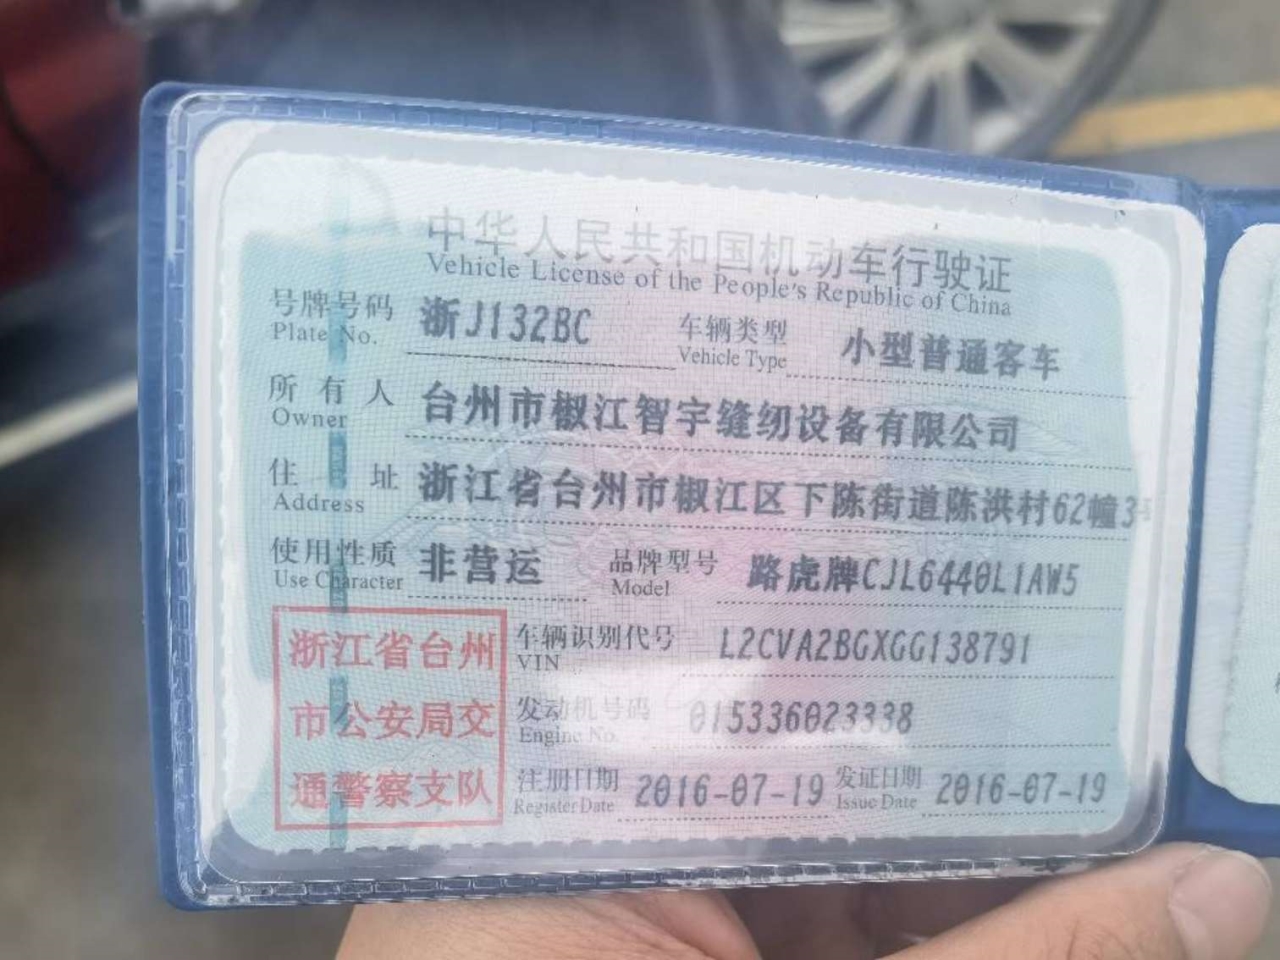 中华人民共和国机动车行驶证
Vehicle License of the People's Republic of China
号牌号码 浙J132BC 车辆类型 小型普通客车
Plate No. Vehicle Type
所有人 台州市椒江智宇缝纫设备有限公司
Owner
住址 浙江省台州市椒江区下陈街道陈洪村62幢3
Address
使用性质 非营运 品牌型号 路虎牌CJL6440L1AW5
Use Character Model
浙江省台州
市公安局交
通警察支队
车辆识别代号 L2CVA2BGXGG138791
VIN
发动机号码 015336023338
Engine No.
注册日期 2016-07-19 发证日期 2016-07-19
Register Date Issue Date